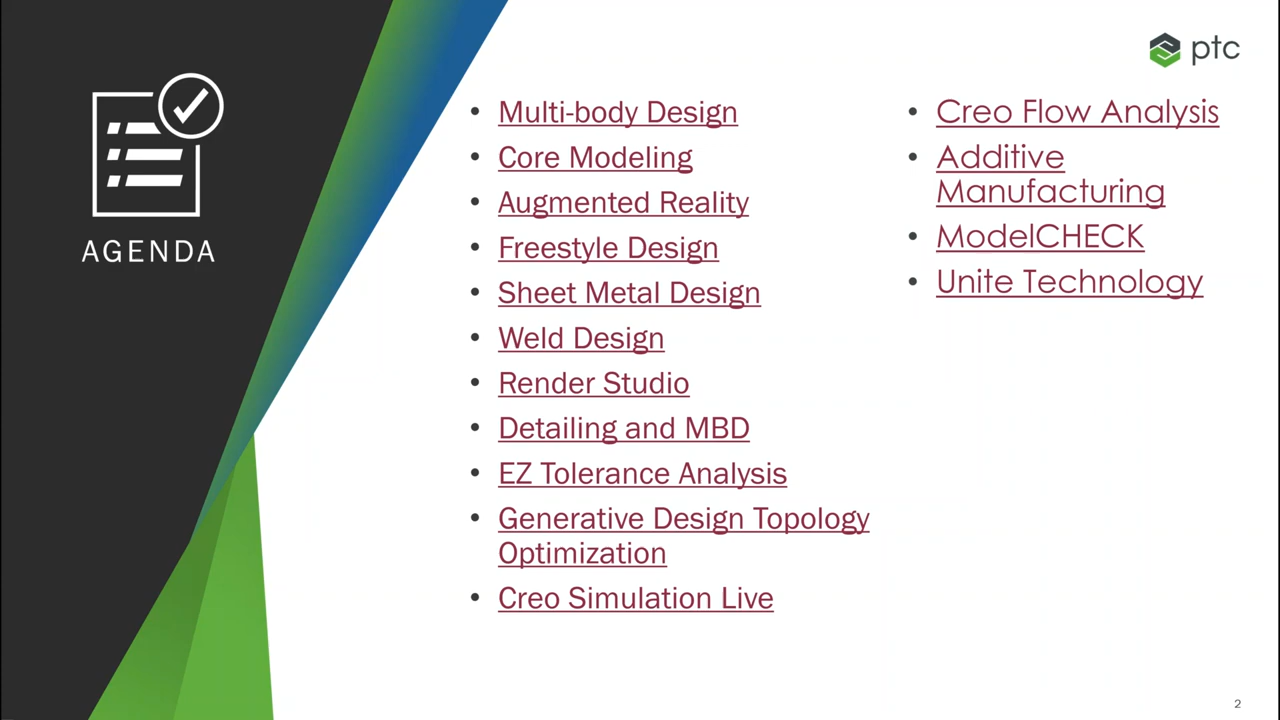 ptc
AGENDA
• Multi-body Design
• Core Modeling
• Augmented Reality
• Freestyle Design
• Sheet Metal Design
• Weld Design
• Render Studio
• Detailing and MBD
• EZ Tolerance Analysis
• Generative Design Topology
Optimization
• Creo Simulation Live
• Creo Flow Analysis
• Additive
Manufacturing
• ModelCHECK
• Unite Technology
2